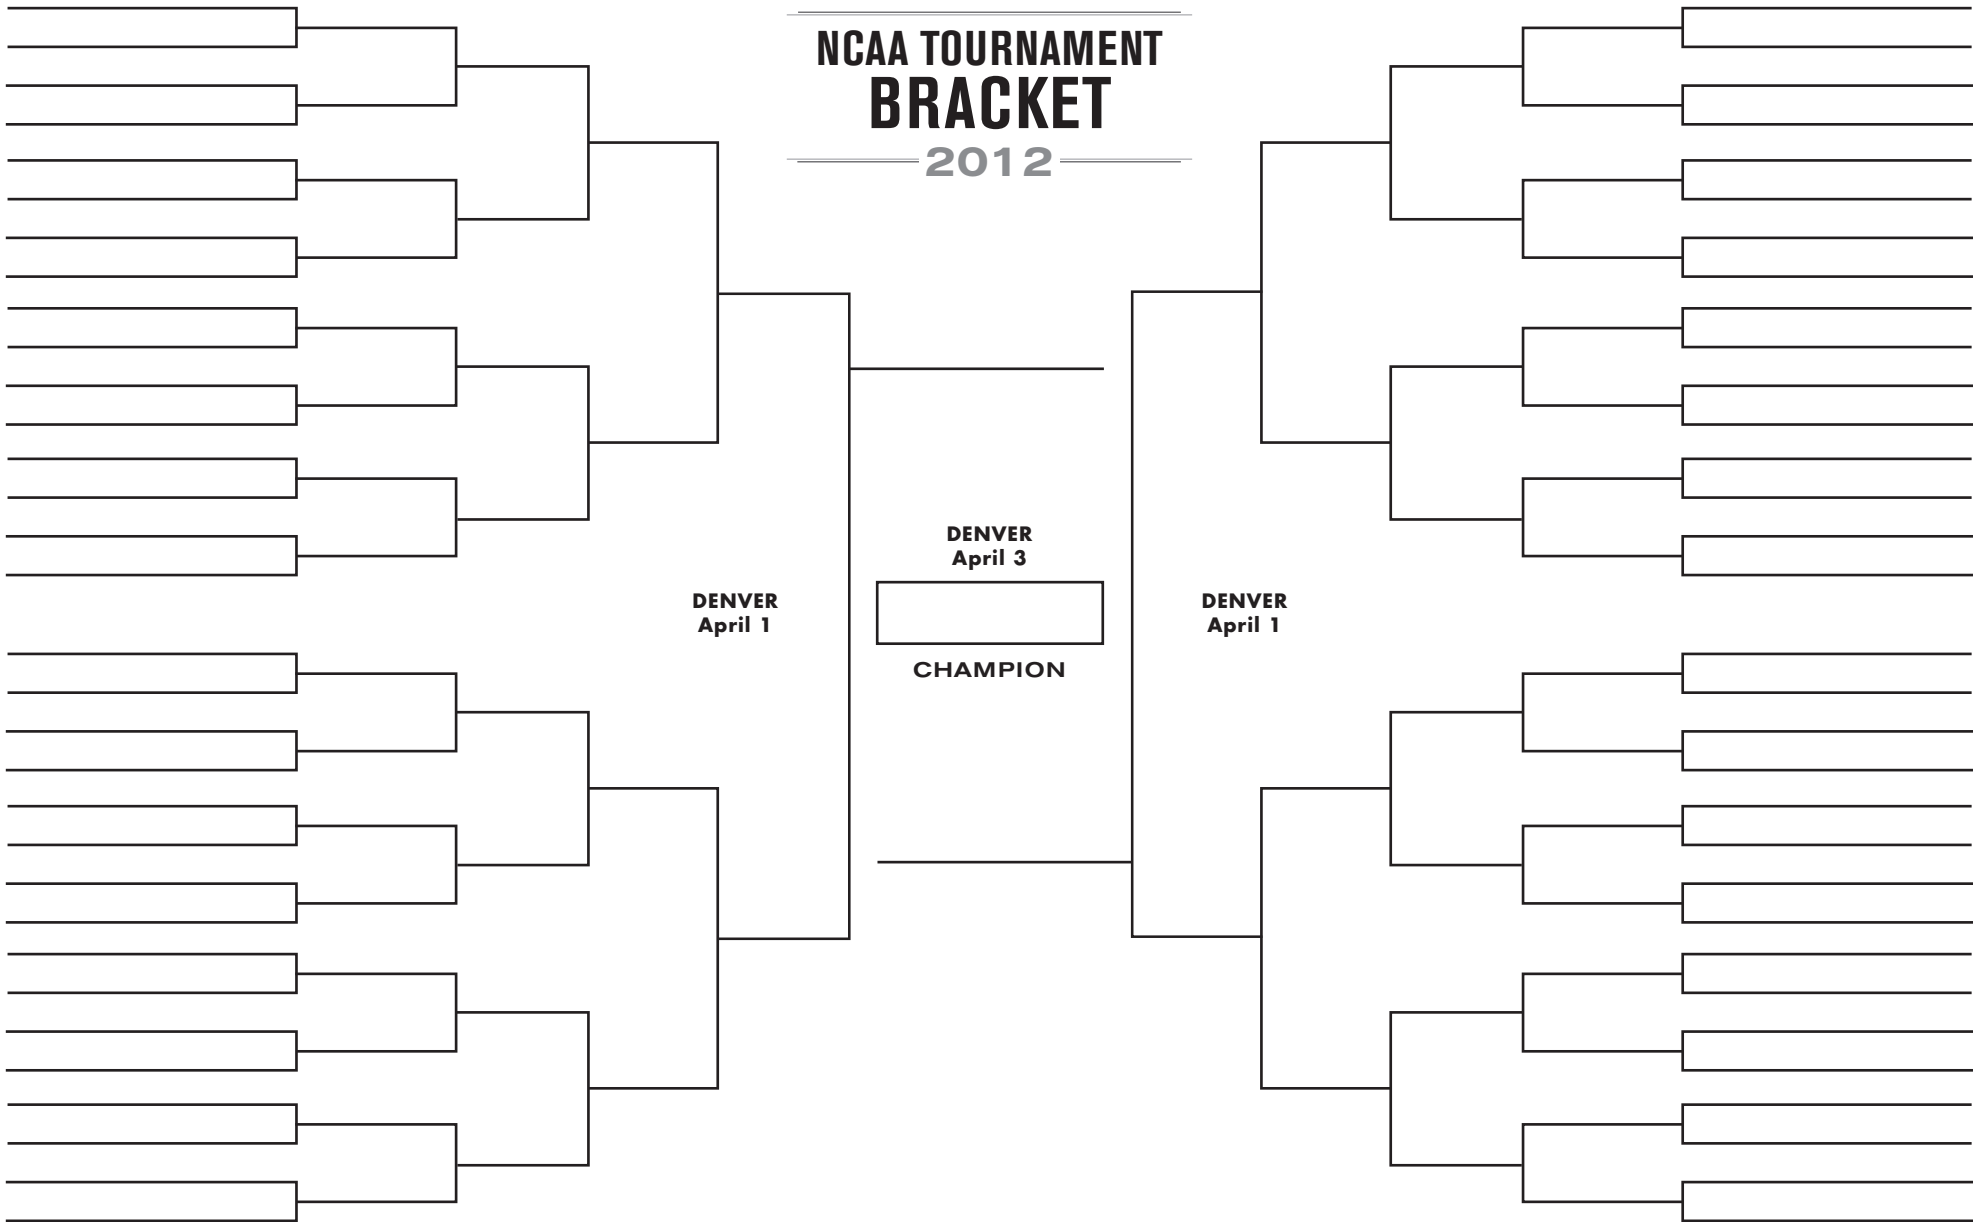 NCAA TOURNAMENT
BRACKET
2012
DENVER
April 3
DENVER
April 1
DENVER
April 1
CHAMPION